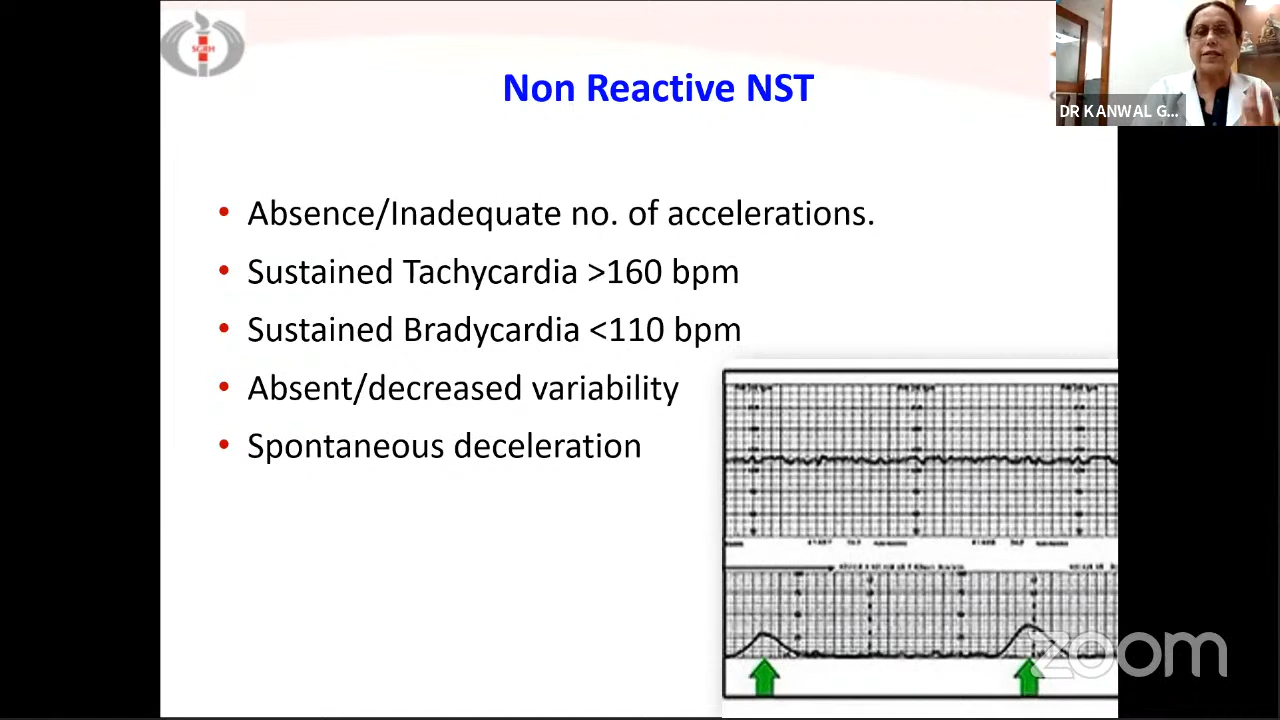 SGRH
Non Reactive NST
DR KANWAL G...
• Absence/Inadequate no. of accelerations.
• Sustained Tachycardia >160 bpm
• Sustained Bradycardia <110 bpm
• Absent/decreased variability
• Spontaneous deceleration
zoom